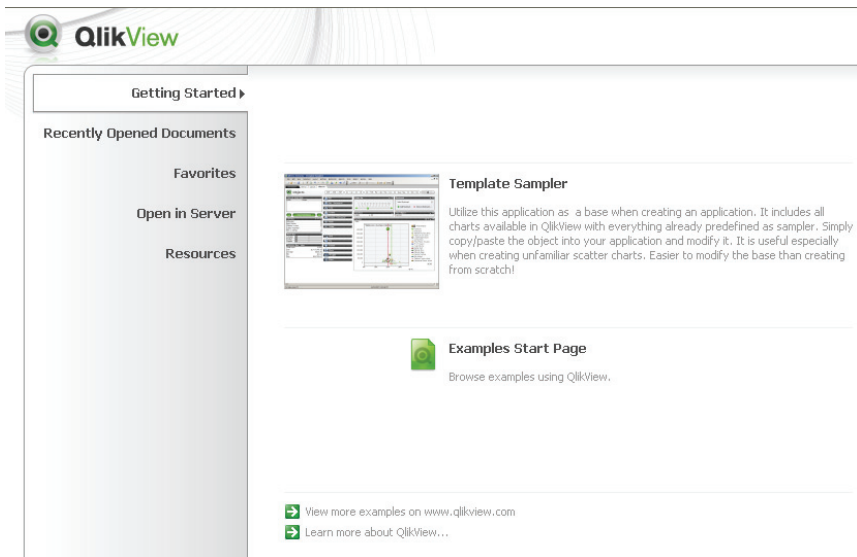 QlikView
Getting Started
Recently Opened Documents
Favorites
Open in Server
Resources
Template Sampler
Utilize this application as a base when creating an application. It includes all
charts available in QlikView with everything already predefined as sampler. Simply
copy/paste the object into your application and modify it. It is useful especially
when creating unfamiliar scatter charts. Easier to modify the base than creating
from scratch!
Examples Start Page
Browse examples using QlikView.
View more examples on www.qlikview.com
Learn more about QlikView...